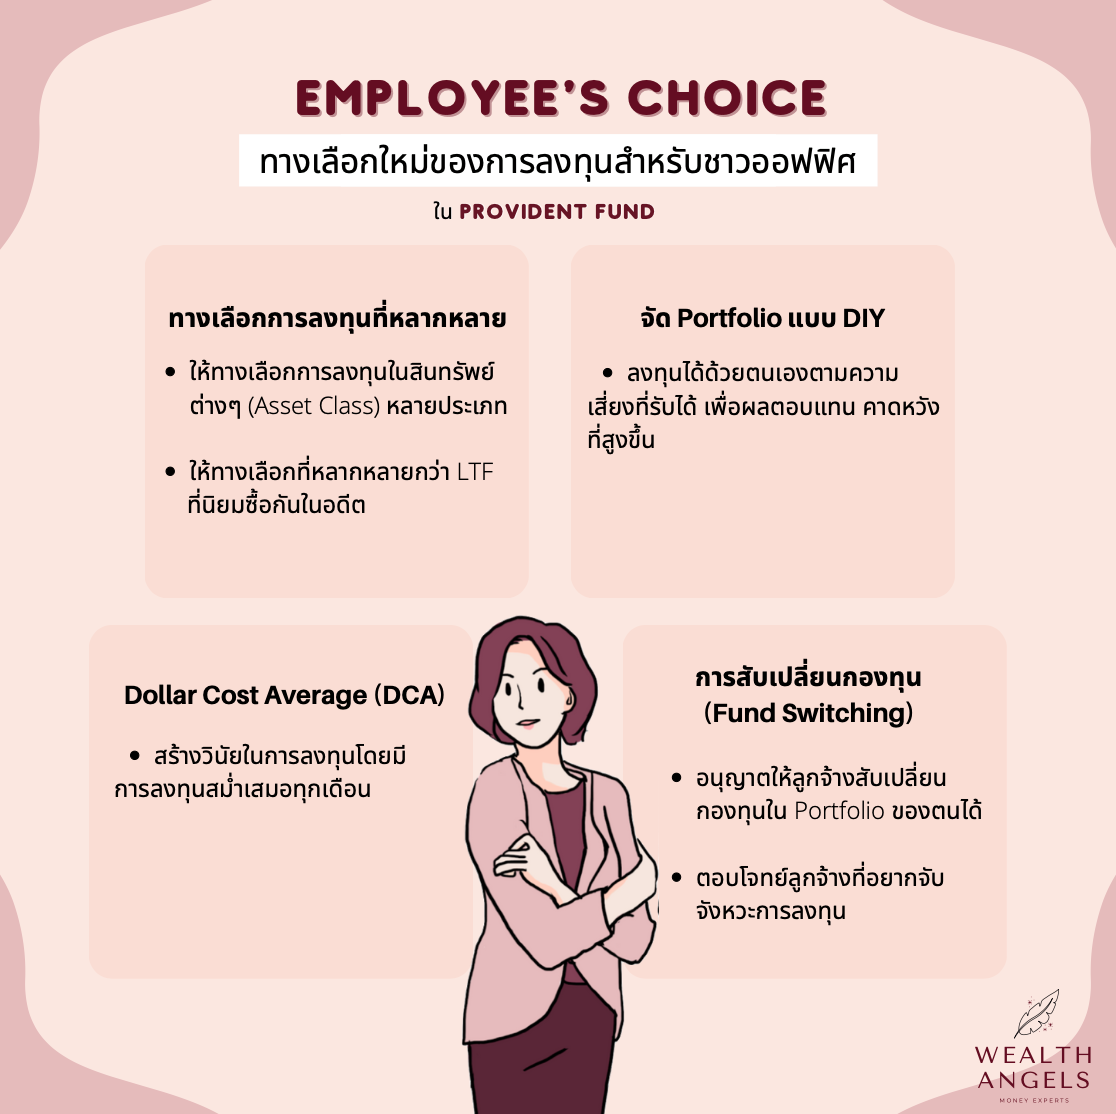 EMPLOYEE'S CHOICE
ทางเลือกใหม่ของการลงทุนสำหรับชาวออฟฟิศ
ใน PROVIDENT FUND
ทางเลือกการลงทุนที่หลากหลาย
• ให้ทางเลือกการลงทุนในสินทรัพย์
ต่างๆ (Asset Class) หลายประเภท
• ให้ทางเลือกที่หลากหลายกว่า LTF
ที่นิยมซื้อกันในอดีต
จัด Portfolio แบบ DIY
• ลงทุนได้ด้วยตนเองตามความ
เสี่ยงที่รับได้ เพื่อผลตอบแทน คาดหวัง
ที่สูงขึ้น
Dollar Cost Average (DCA)
• สร้างวินัยในการลงทุนโดยมี
การลงทุนสม่ำเสมอทุกเดือน
การสับเปลี่ยนกองทุน
(Fund Switching)
• อนุญาตให้ลูกจ้างสับเปลี่ยน
กองทุนใน Portfolio ของตนได้
• ตอบโจทย์ลูกจ้างที่อยากจับ
จังหวะการลงทุน
WEALTH
ANGELS
MONEY EXPERTS